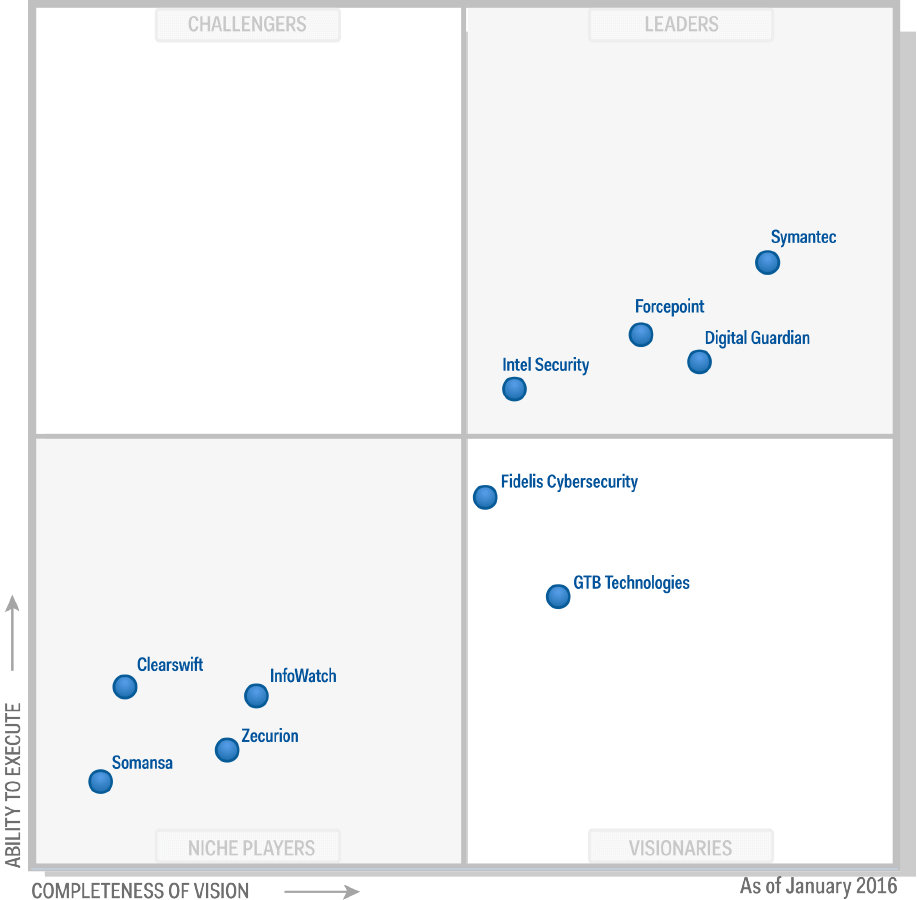 CHALLENGERS
LEADERS
Symantec
Forcepoint
Digital Guardian
Intel Security
Fidelis Cybersecurity
GTB Technologies
Clearswift
InfoWatch
Zecurion
Somansa
NICHE PLAYERS
VISIONARIES
ABILITY TO EXECUTE
COMPLETENESS OF VISION
As of January 2016